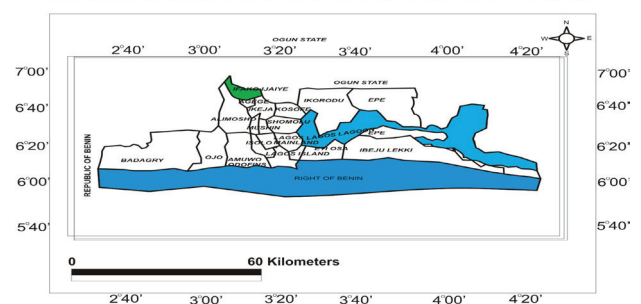 N
W E
S
OGUN STATE
2°40' 3°00' 3°20' 3°40' 4°00' 4°20'
7°00' 7°00'
OGUN STATE
IFAKO IJAIYE
AGEGE
IKORODU
EPE
6°40' 6°40'
IKEJA KOSOFE
ALIMOSHO
SHOMOLU
MUSHIN
LAGOS LAGOS LAGOON
EPE
6°20' 6°20'
ISOLO MAINLAND
BADAGRY
OJO
AMUWO
ODOFINS
LAGOS ISLAND
OSA
IBEJU LEKKI
REPUBLIC OF BENIN
6°00' 6°00'
RIGHT OF BENIN
5°40' 5°40'
0 60 Kilometers
2°40' 3°00' 3°20' 3°40' 4°00' 4°20'